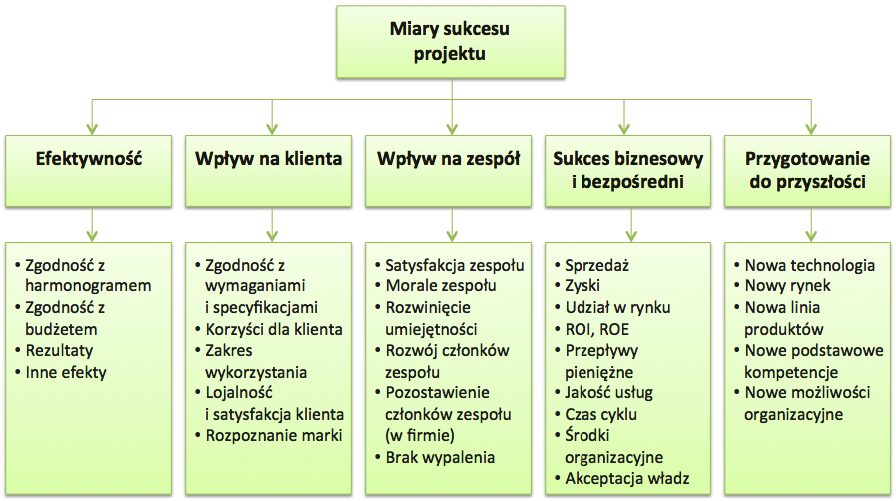 Miary sukcesu
projektu
Efektywność
Wpływ na klienta
Wpływ na zespół
Sukces biznesowy
i bezpośredni
Przygotowanie
do przyszłości
• Zgodność z
harmonogramem
• Zgodność z
budżetem
• Rezultaty
• Inne efekty
• Zgodność z
wymaganiami
i specyfikacjami
• Korzyści dla klienta
• Zakres
wykorzystania
• Lojalność
i satysfakcja klienta
• Rozpoznanie marki
• Satysfakcja zespołu
• Morale zespołu
• Rozwinięcie
umiejętności
• Rozwój członków
zespołu
• Pozostawienie
członków zespołu
(w firmie)
• Brak wypalenia
• Sprzedaż
• Zyski
• Udział w rynku
• ROI, ROE
• Przepływy
pieniężne
• Jakość usług
• Czas cyklu
• Środki
organizacyjne
• Akceptacja władz
• Nowa technologia
• Nowy rynek
• Nowa linia
produktów
• Nowe podstawowe
kompetencje
• Nowe możliwości
organizacyjne